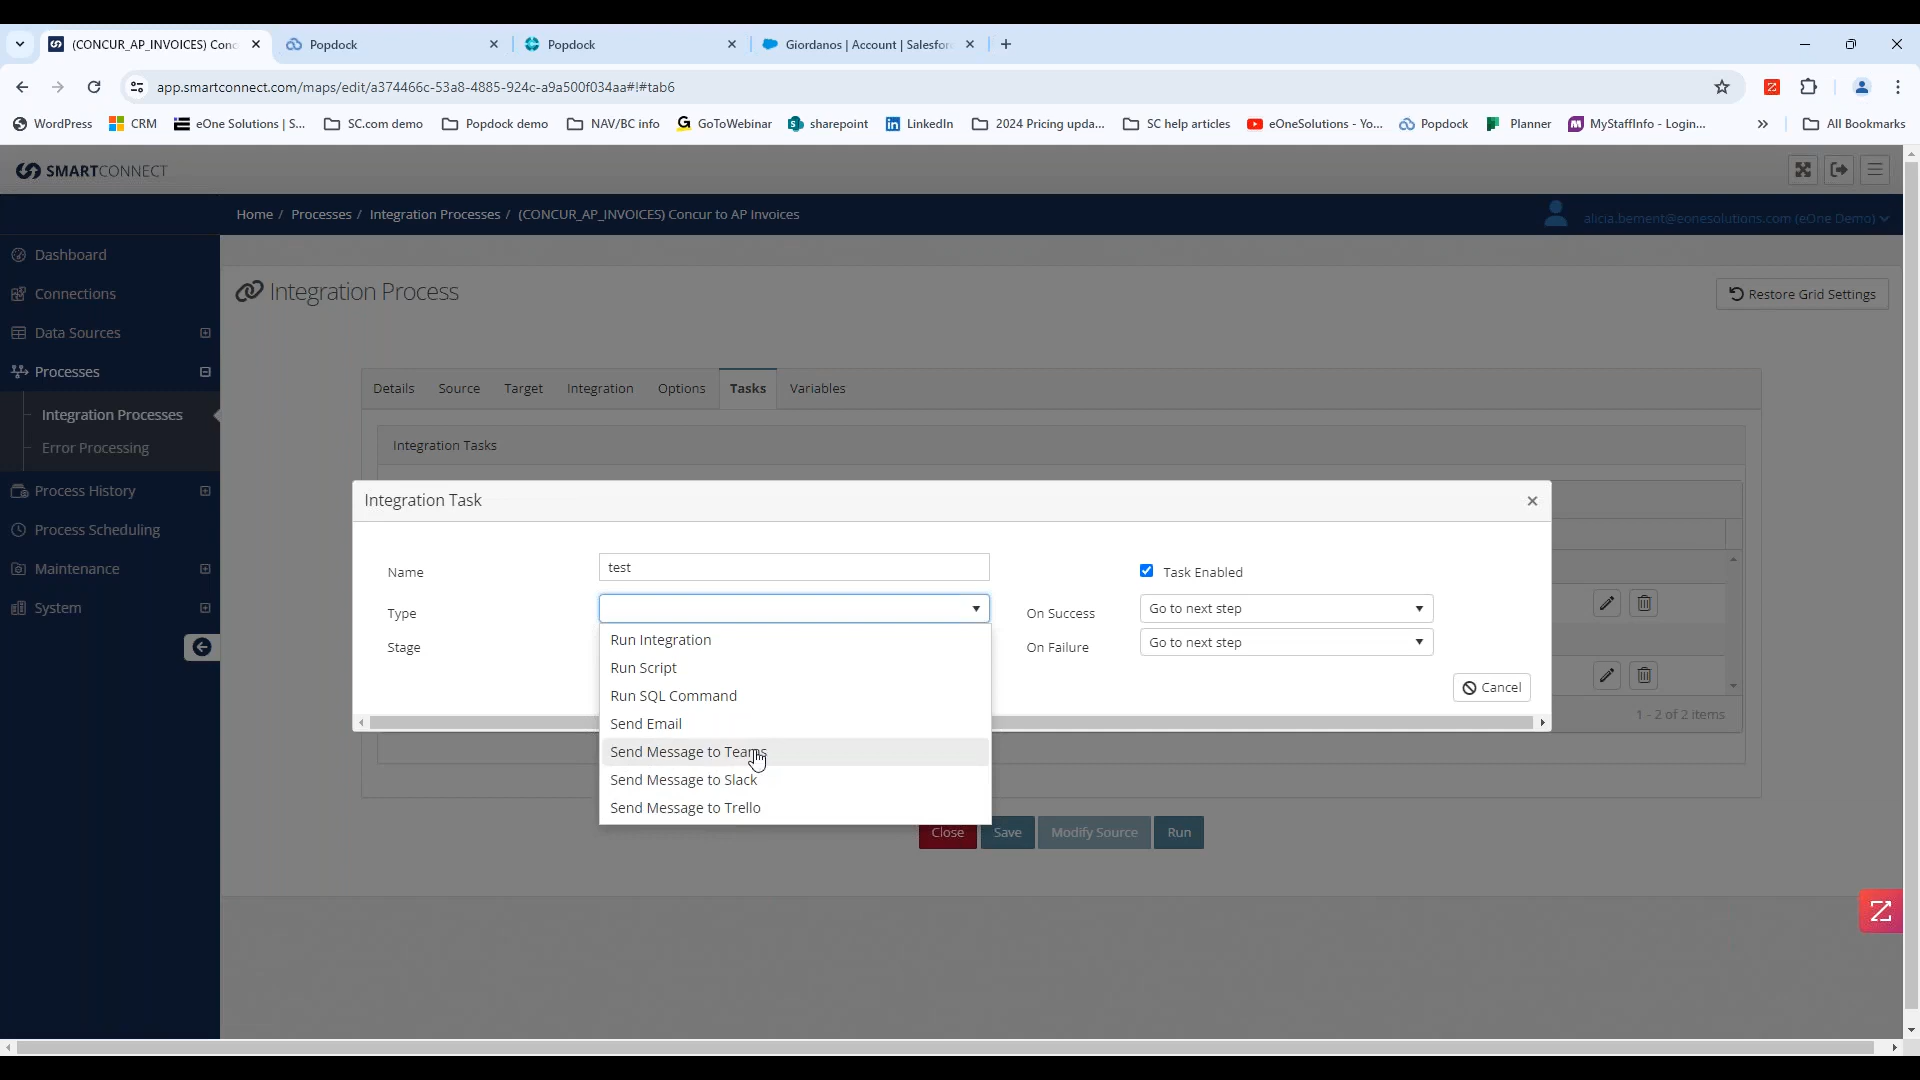 (CONCUR_AP_INVOICES) Conc
Popdock
Popdock
Giordanos | Account | Salesforc
app.smartconnect.com/maps/edit/a374466c-53a8-4885-924c-a9a500f034aa#!#tab6
WordPress
CRM
eOne Solutions | S...
SC.com demo
Popdock demo
NAV/BC info
GoToWebinar
sharepoint
LinkedIn
2024 Pricing upda...
SC help articles
eOneSolutions - Yo...
Popdock
Planner
MyStaffInfo - Login...
»
All Bookmarks
SMARTCONNECT
Home / Processes / Integration Processes / (CONCUR_AP_INVOICES) Concur to AP Invoices
alicia.bement@eonesolutions.com (eOne Demo)
Dashboard
Connections
Data Sources
Processes
Integration Processes
Error Processing
Process History
Process Scheduling
Maintenance
System
Integration Process
Restore Grid Settings
Details
Source
Target
Integration
Options
Tasks
Variables
Integration Tasks
Integration Task
Name
test
Task Enabled
Type
On Success
Go to next step
Stage
On Failure
Go to next step
Run Integration
Run Script
Run SQL Command
Send Email
Send Message to Teams
Send Message to Slack
Send Message to Trello
Cancel
1 - 2 of 2 items
Close
Save
Modify Source
Run